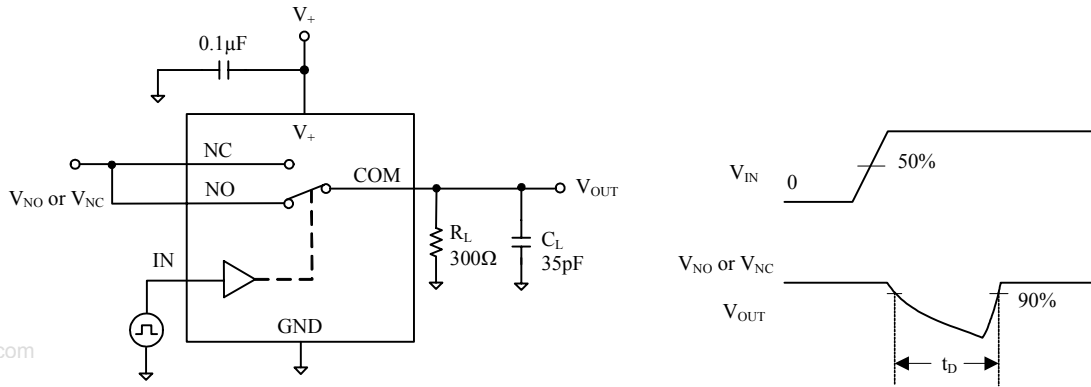 V+
0.1µF
V+
NC
COM
NO
VNO or VNC
VOUT
RL
300Ω
CL
35pF
IN
GND
com
VIN
0
50%
VNO or VNC
VOUT
90%
tD